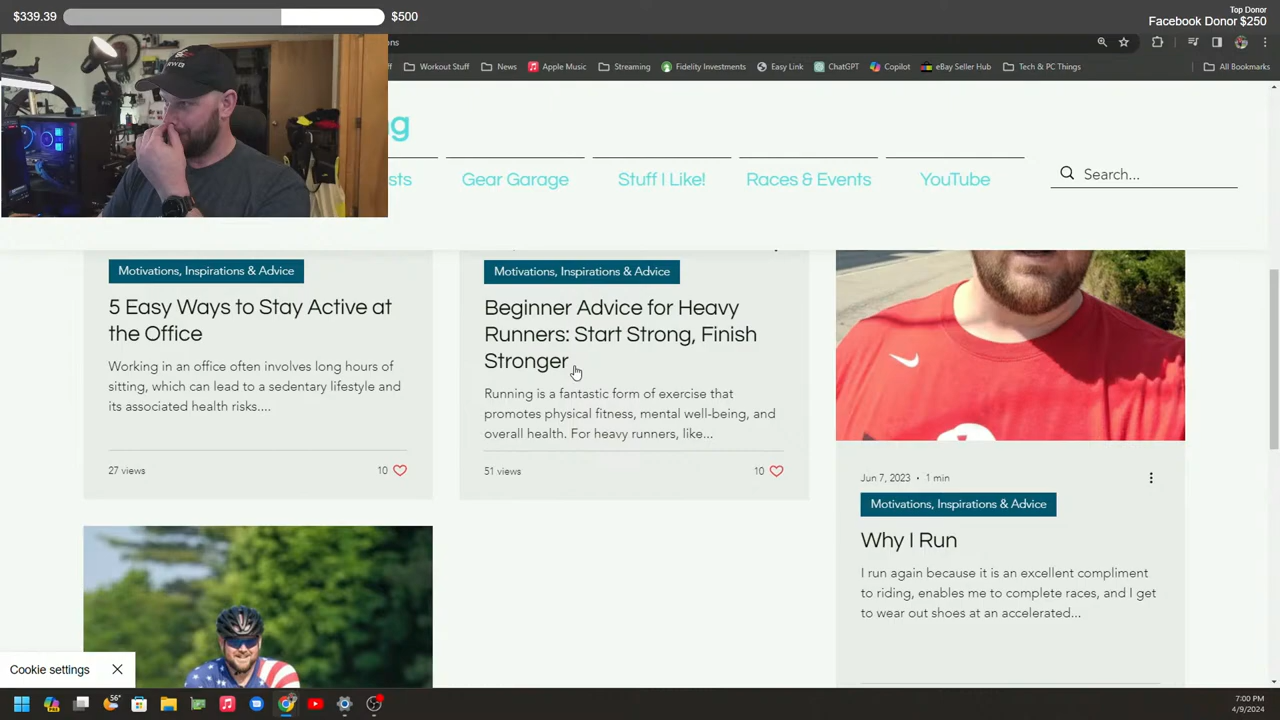 $339.39
$500
Top Donor
Facebook Donor $250
Workout Stuff
News
Apple Music
Streaming
Fidelity Investments
Easy Link
ChatGPT
Copilot
eBay Seller Hub
Tech & PC Things
All Bookmarks
Gear Garage
Stuff I Like!
Races & Events
YouTube
Search...
Motivations, Inspirations & Advice
5 Easy Ways to Stay Active at
the Office
Working in an office often involves long hours of
sitting, which can lead to a sedentary lifestyle and
its associated health risks....
27 views
10
Motivations, Inspirations & Advice
Beginner Advice for Heavy
Runners: Start Strong, Finish
Stronger
Running is a fantastic form of exercise that
promotes physical fitness, mental well-being, and
overall health. For heavy runners, like...
51 views
10
Jun 7, 2023 · 1 min
Motivations, Inspirations & Advice
Why I Run
I run again because it is an excellent compliment
to riding, enables me to complete races, and I get
to wear out shoes at an accelerated...
Cookie settings
56°
7:00 PM
4/9/2024